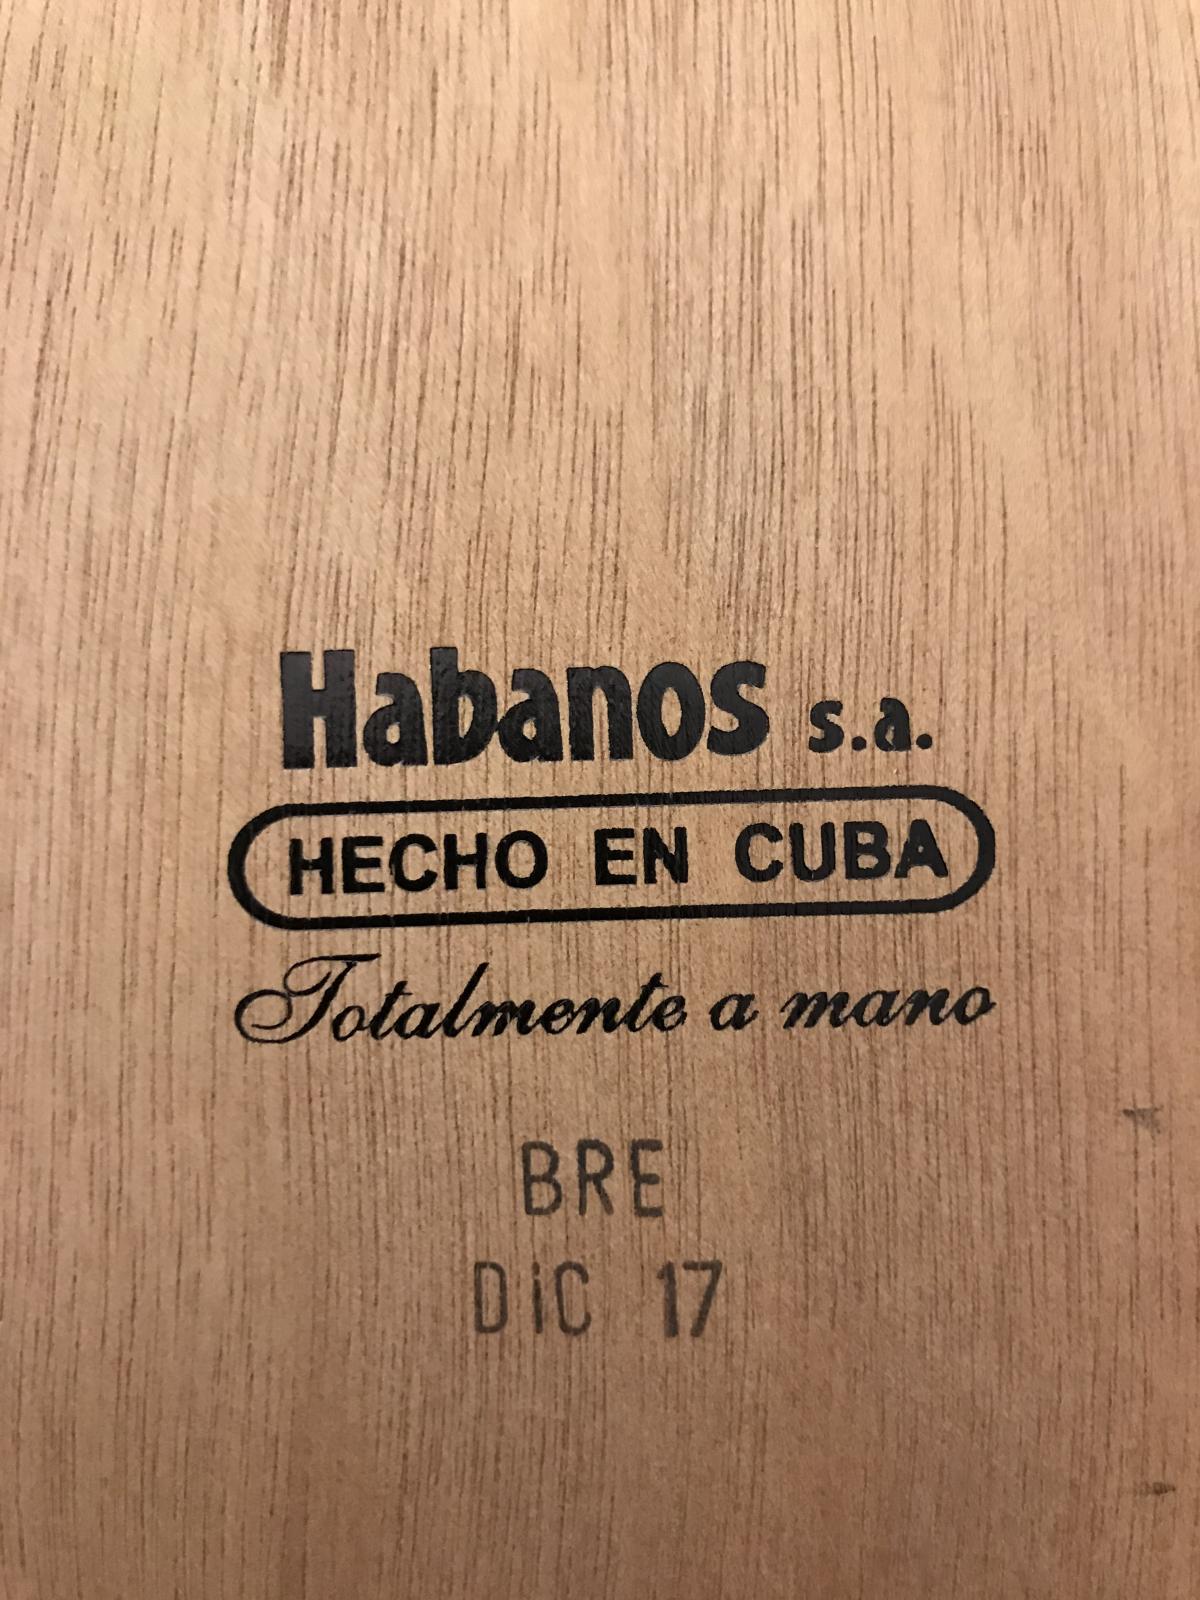 Habanos s.a.
HECHO EN CUBA
Totalmente a mano
BRE
DiC 17